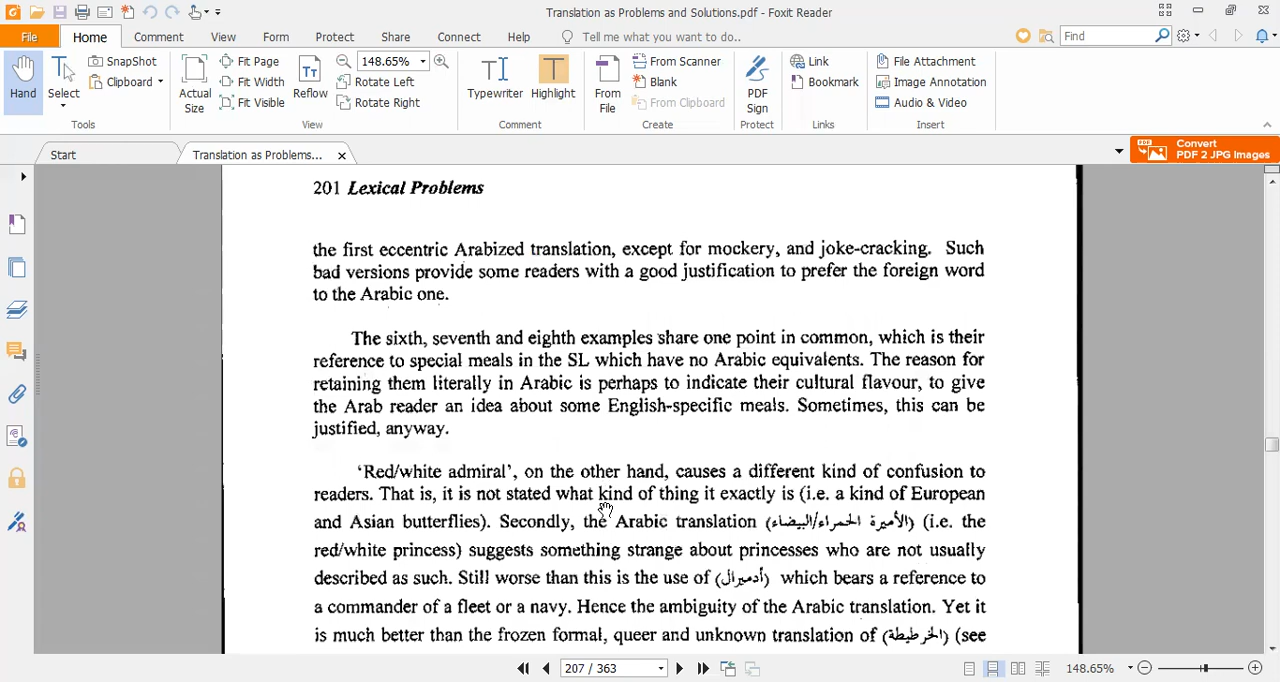 Translation as Problems and Solutions.pdf - Foxit Reader
File Home Comment View Form Protect Share Connect Help Tell me what you want to do.. Find
Hand
Select
SnapShot
Clipboard
Tools
Actual Size
Fit Page
Fit Width
Fit Visible
Reflow
148.65%
Rotate Left
Rotate Right
View
Typewriter
Highlight
Comment
From File
From Scanner
Blank
From Clipboard
Create
PDF Sign
Protect
Link
Bookmark
Links
File Attachment
Image Annotation
Audio & Video
Insert
Start Translation as Problems...
Convert
PDF 2 JPG Images
201 Lexical Problems
the first eccentric Arabized translation, except for mockery, and joke-cracking. Such
bad versions provide some readers with a good justification to prefer the foreign word
to the Arabic one.
The sixth, seventh and eighth examples share one point in common, which is their
reference to special meals in the SL which have no Arabic equivalents. The reason for
retaining them literally in Arabic is perhaps to indicate their cultural flavour, to give
the Arab reader an idea about some English-specific meals. Sometimes, this can be
justified, anyway.
‘Red/white admiral’, on the other hand, causes a different kind of confusion to
readers. That is, it is not stated what kind of thing it exactly is (i.e. a kind of European
and Asian butterflies). Secondly, the Arabic translation (الأميرة الحمراء/البيضاء) (i.e. the
red/white princess) suggests something strange about princesses who are not usually
described as such. Still worse than this is the use of (أدميرال) which bears a reference to
a commander of a fleet or a navy. Hence the ambiguity of the Arabic translation. Yet it
is much better than the frozen formal, queer and unknown translation of (الخرطيطة) (see
207 / 363
148.65%